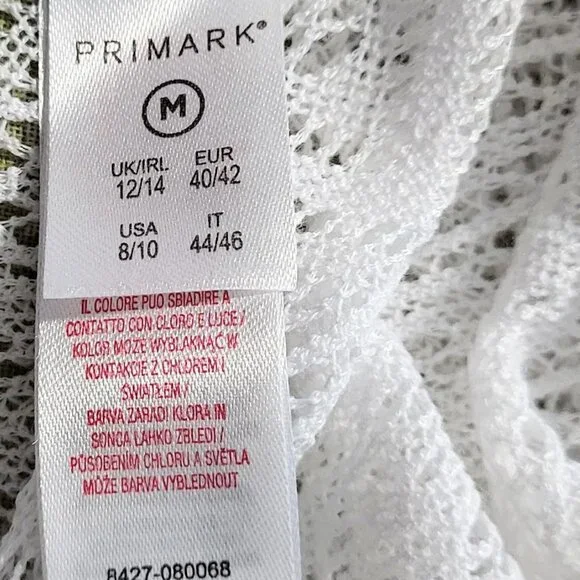 PRIMARK®
M
UK/IRL EUR
12/14 40/42
USA IT
8/10 44/46
IL COLORE PUO SBIADIRE A
CONTATTO CON CLORO E LUCE/
KOLOR MOŻE WYBLAKNĄĆ W
KONTAKCIE Z CHLOREM I
ŚWIATŁEM/
BARVA ZARADI KLORA IN
SONCA LAHKO ZBLEDI/
PŮSOBENÍM CHLORU A SVĚTLA
MŮŽE BARVA VYBLEDNOUT
8427-080068